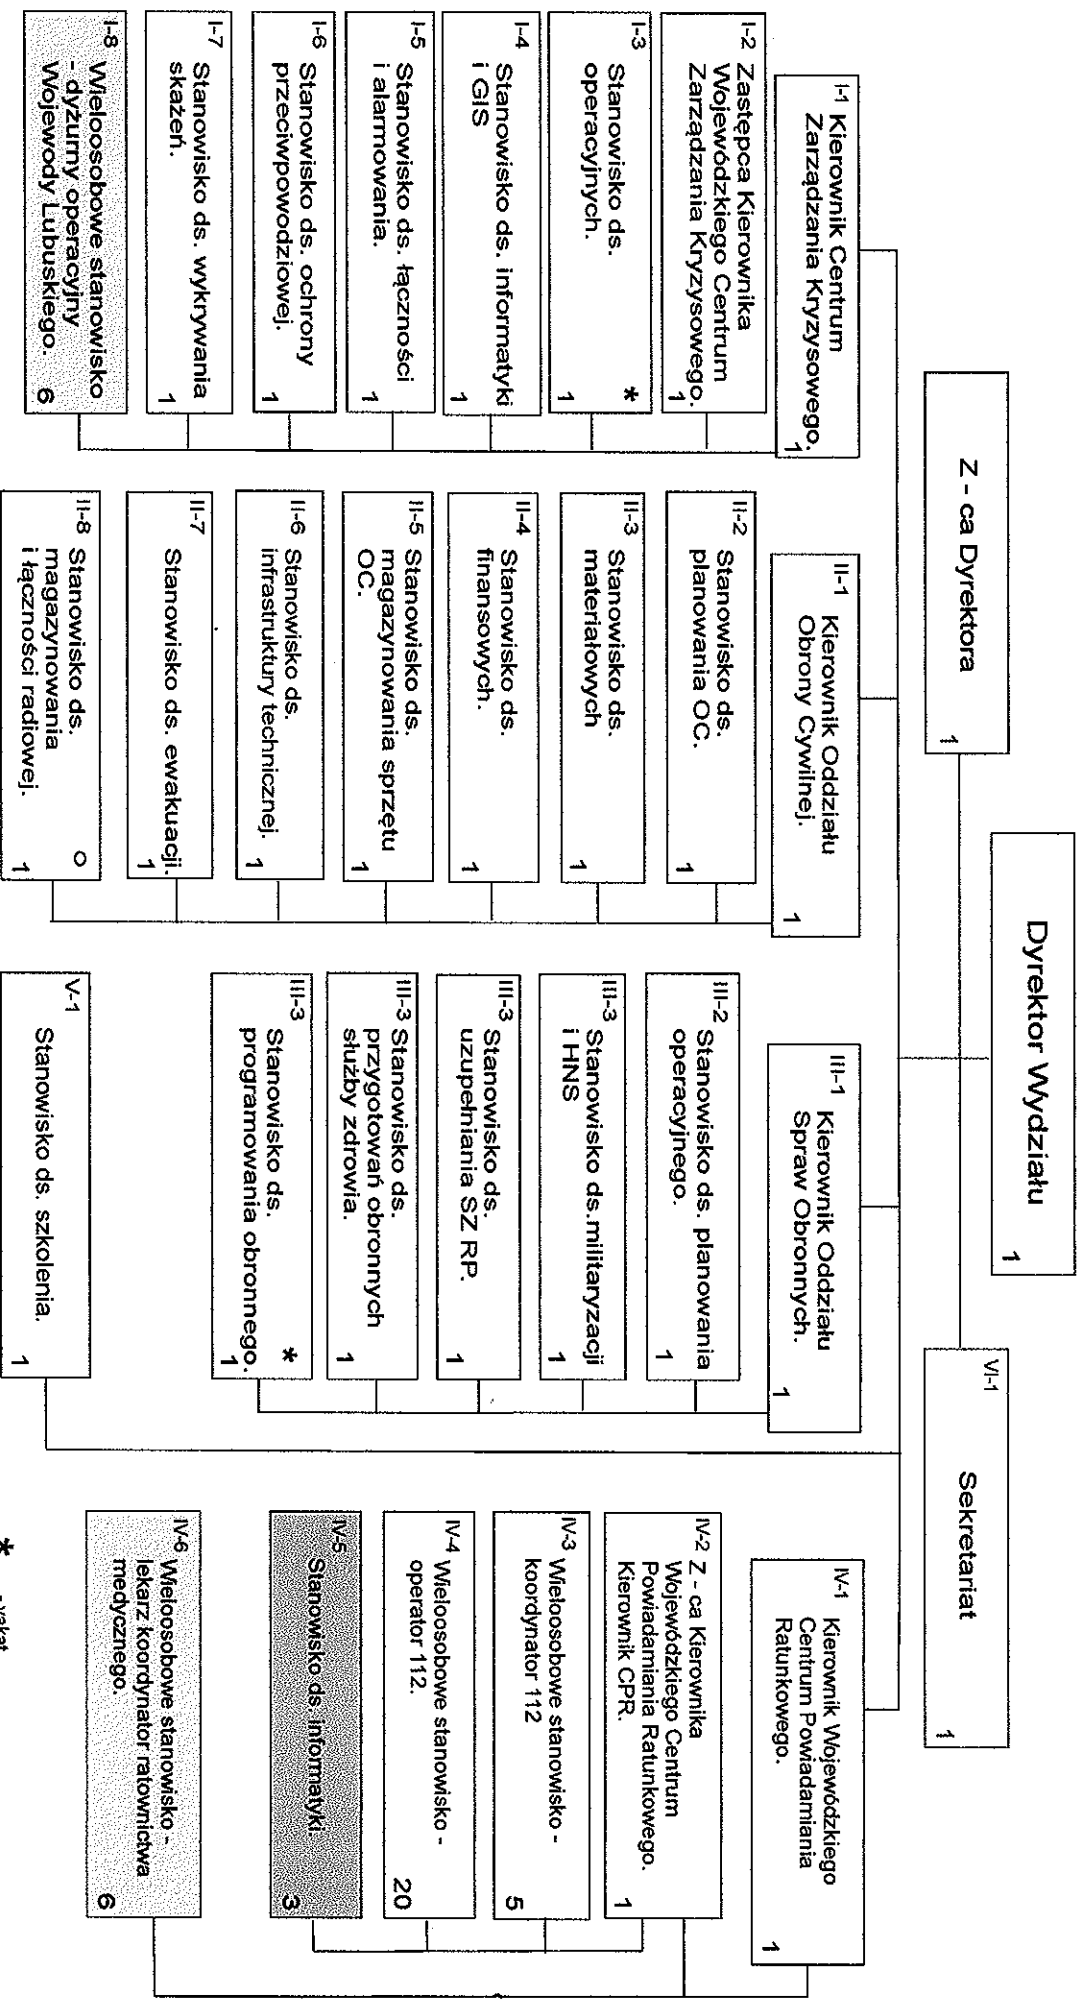 Dyrektor Wydziału
1
Z - ca Dyrektora
1
VI-1
Sekretariat
1
I-1 Kierownik Centrum
Zarządzania Kryzysowego.
1
I-2 Zastępca Kierownika
Wojewódzkiego Centrum
Zarządzania Kryzysowego.
1
I-3
Stanowisko ds.
operacyjnych.
*
1
I-4
Stanowisko ds. informatyki
i GIS
1
I-5
Stanowisko ds. łączności
i alarmowania.
1
I-6
Stanowisko ds. ochrony
przeciwpowodziowej.
1
I-7
Stanowisko ds. wykrywania
skażeń.
1
I-8
Wieloosobowe stanowisko
- dyżurny operacyjny
Wojewody Lubuskiego.
6
II-1
Kierownik Oddziału
Obrony Cywilnej.
1
II-2
Stanowisko ds.
planowania OC.
1
II-3
Stanowisko ds.
materiałowych
1
II-4
Stanowisko ds.
finansowych.
1
II-5 Stanowisko ds.
magazynowania sprzętu
OC.
1
II-6 Stanowisko ds.
infrastruktury technicznej.
1
II-7
Stanowisko ds. ewakuacji.
1
II-8 Stanowisko ds.
magazynowania
i łączności radiowej.
o
1
III-1
Kierownik Oddziału
Spraw Obronnych.
1
III-2
Stanowisko ds. planowania
operacyjnego.
1
III-3
Stanowisko ds.militaryzacji
i HNS
1
III-3
Stanowisko ds.
uzupełniania SZ RP.
1
III-3 Stanowisko ds.
przygotowań obronnych
służby zdrowia.
1
III-3
Stanowisko ds.
programowania obronnego.
*
1
V-1
Stanowisko ds. szkolenia.
1
IV-1
Kierownik Wojewódzkiego
Centrum Powiadamiania
Ratunkowego.
1
IV-2 Z - ca Kierownika
Wojewódzkiego Centrum
Powiadamiania Ratunkowego.
Kierownik CPR.
1
IV-3
Wieloosobowe stanowisko -
koordynator 112
5
IV-4
Wieloosobowe stanowisko -
operator 112.
20
IV-5
Stanowisko ds. informatyki.
3
IV-6
Wieloosobowe stanowisko -
lekarz koordynator ratownictwa
medycznego.
6
* - vakat